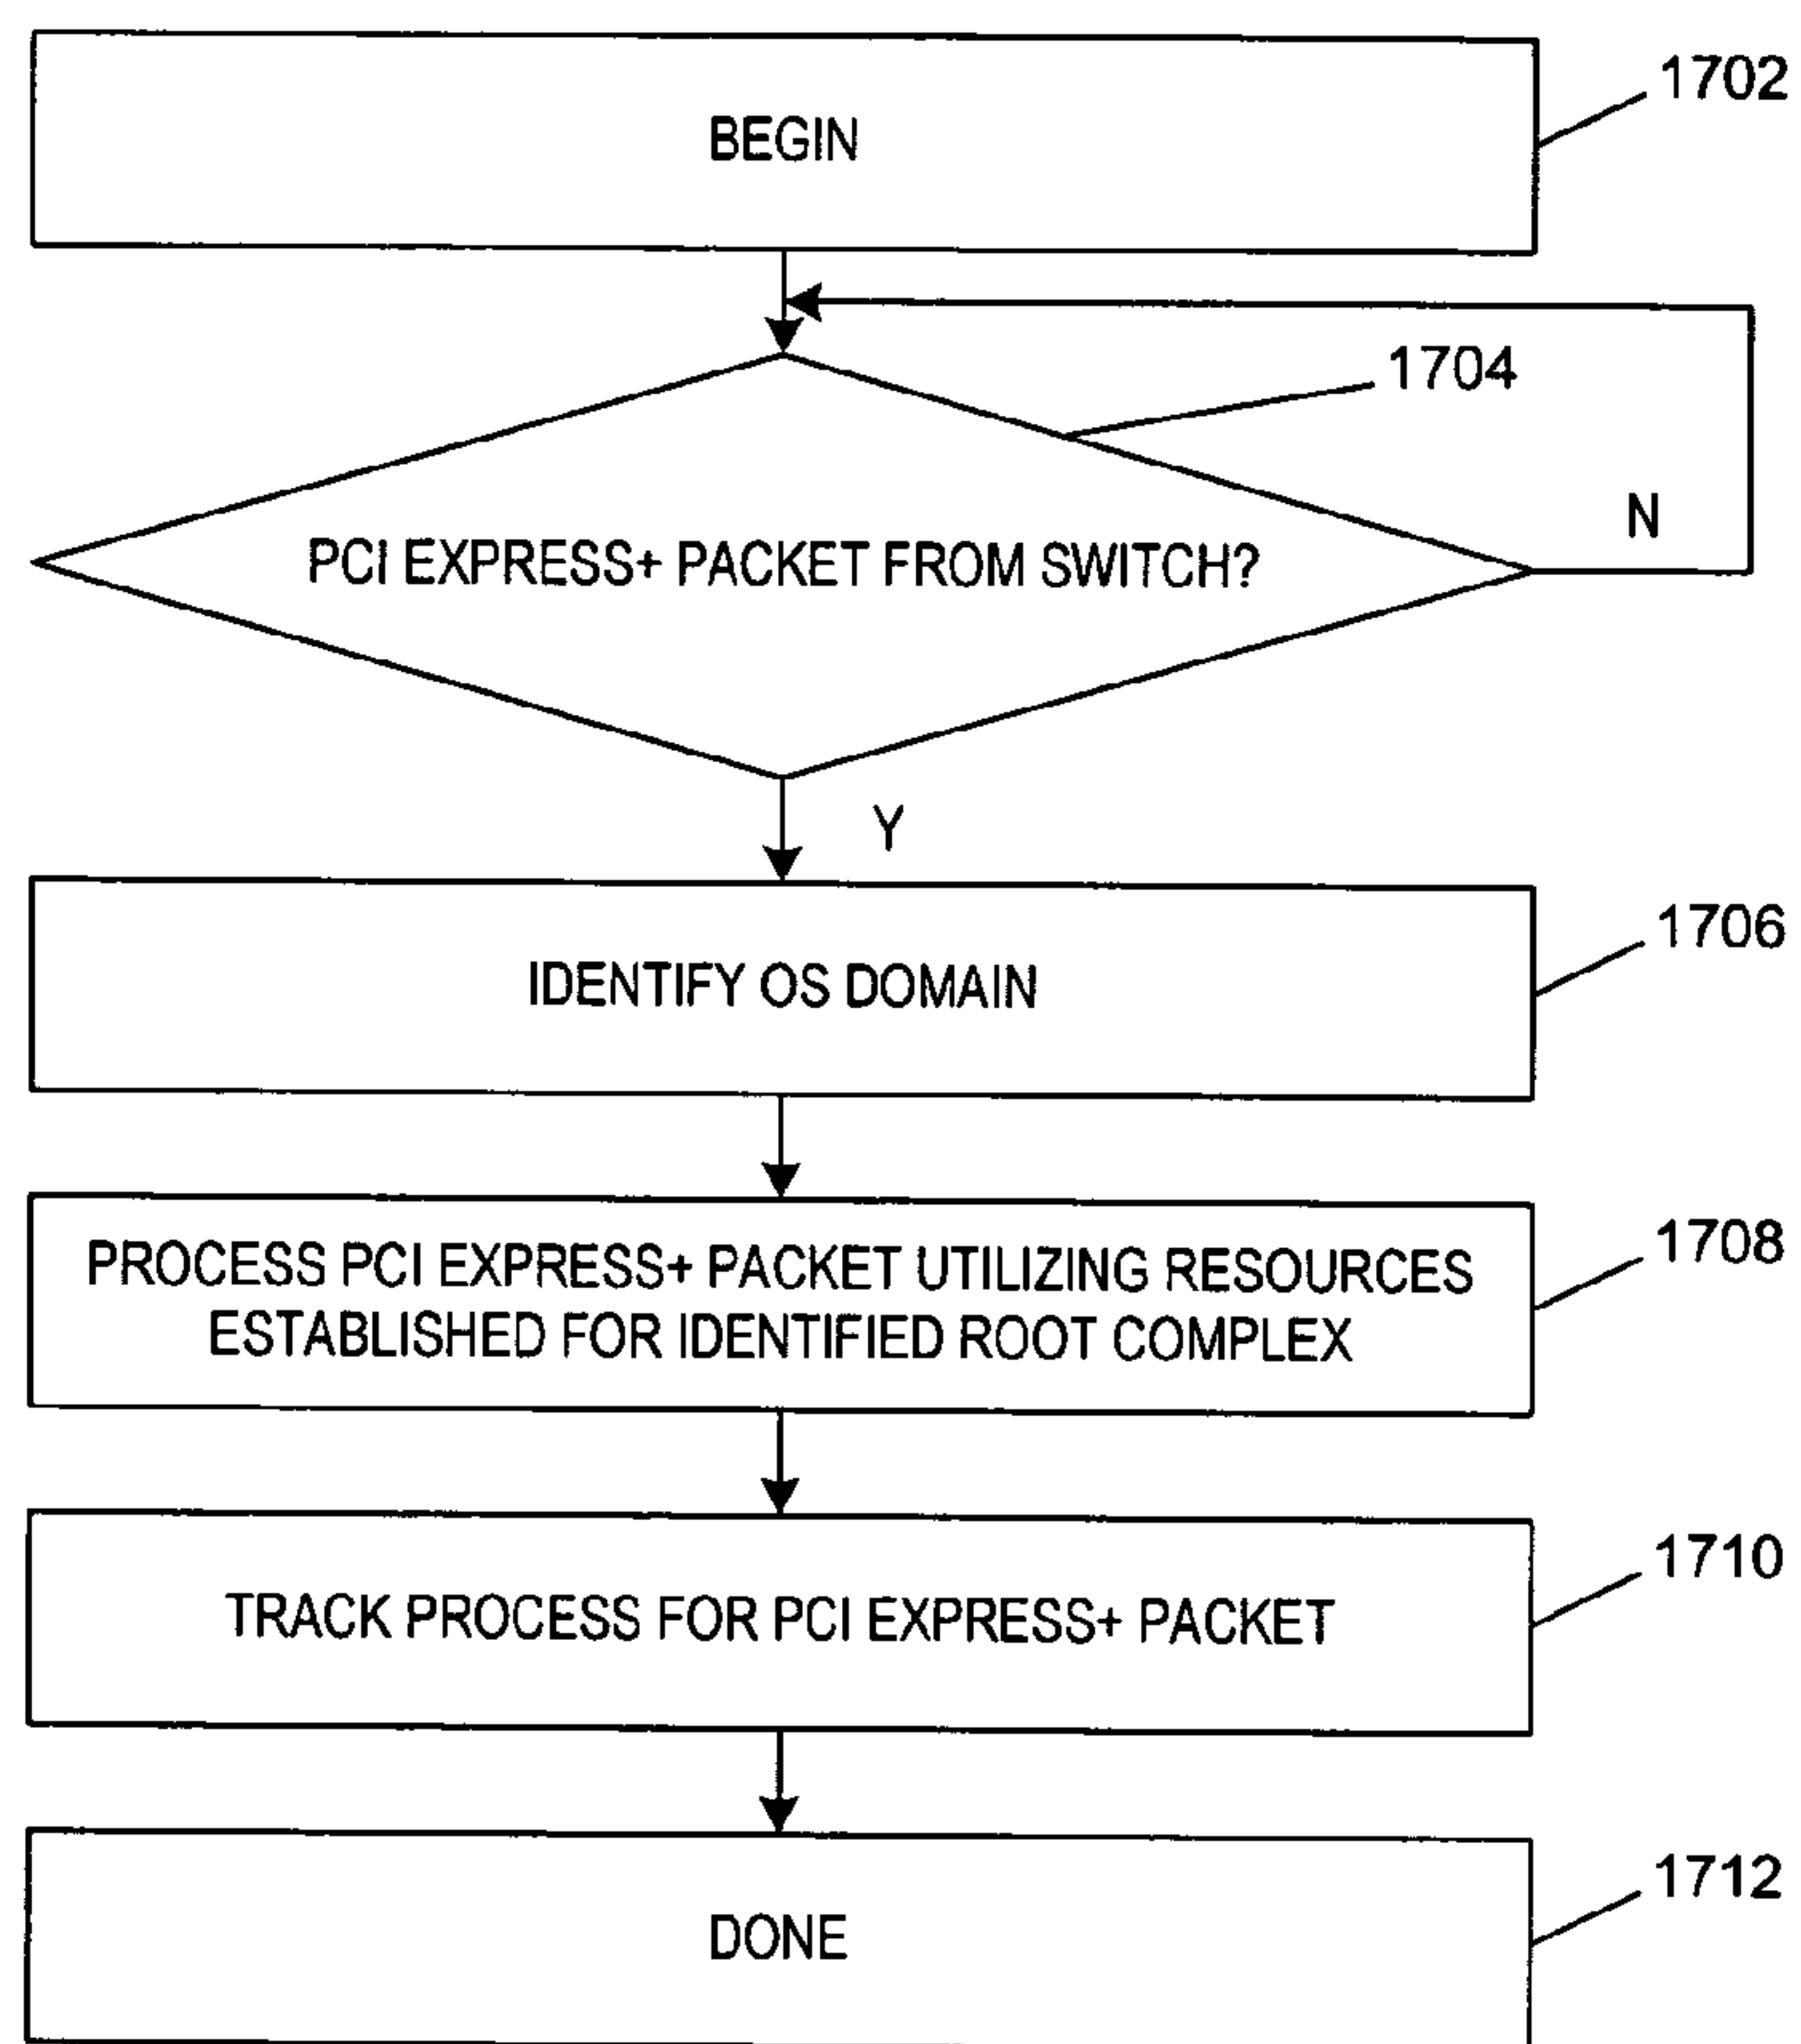 BEGIN
1702
1704
PCI EXPRESS+ PACKET FROM SWITCH?
N
Y
IDENTIFY OS DOMAIN
1706
PROCESS PCI EXPRESS+ PACKET UTILIZING RESOURCES
ESTABLISHED FOR IDENTIFIED ROOT COMPLEX
1708
TRACK PROCESS FOR PCI EXPRESS+ PACKET
1710
DONE
1712